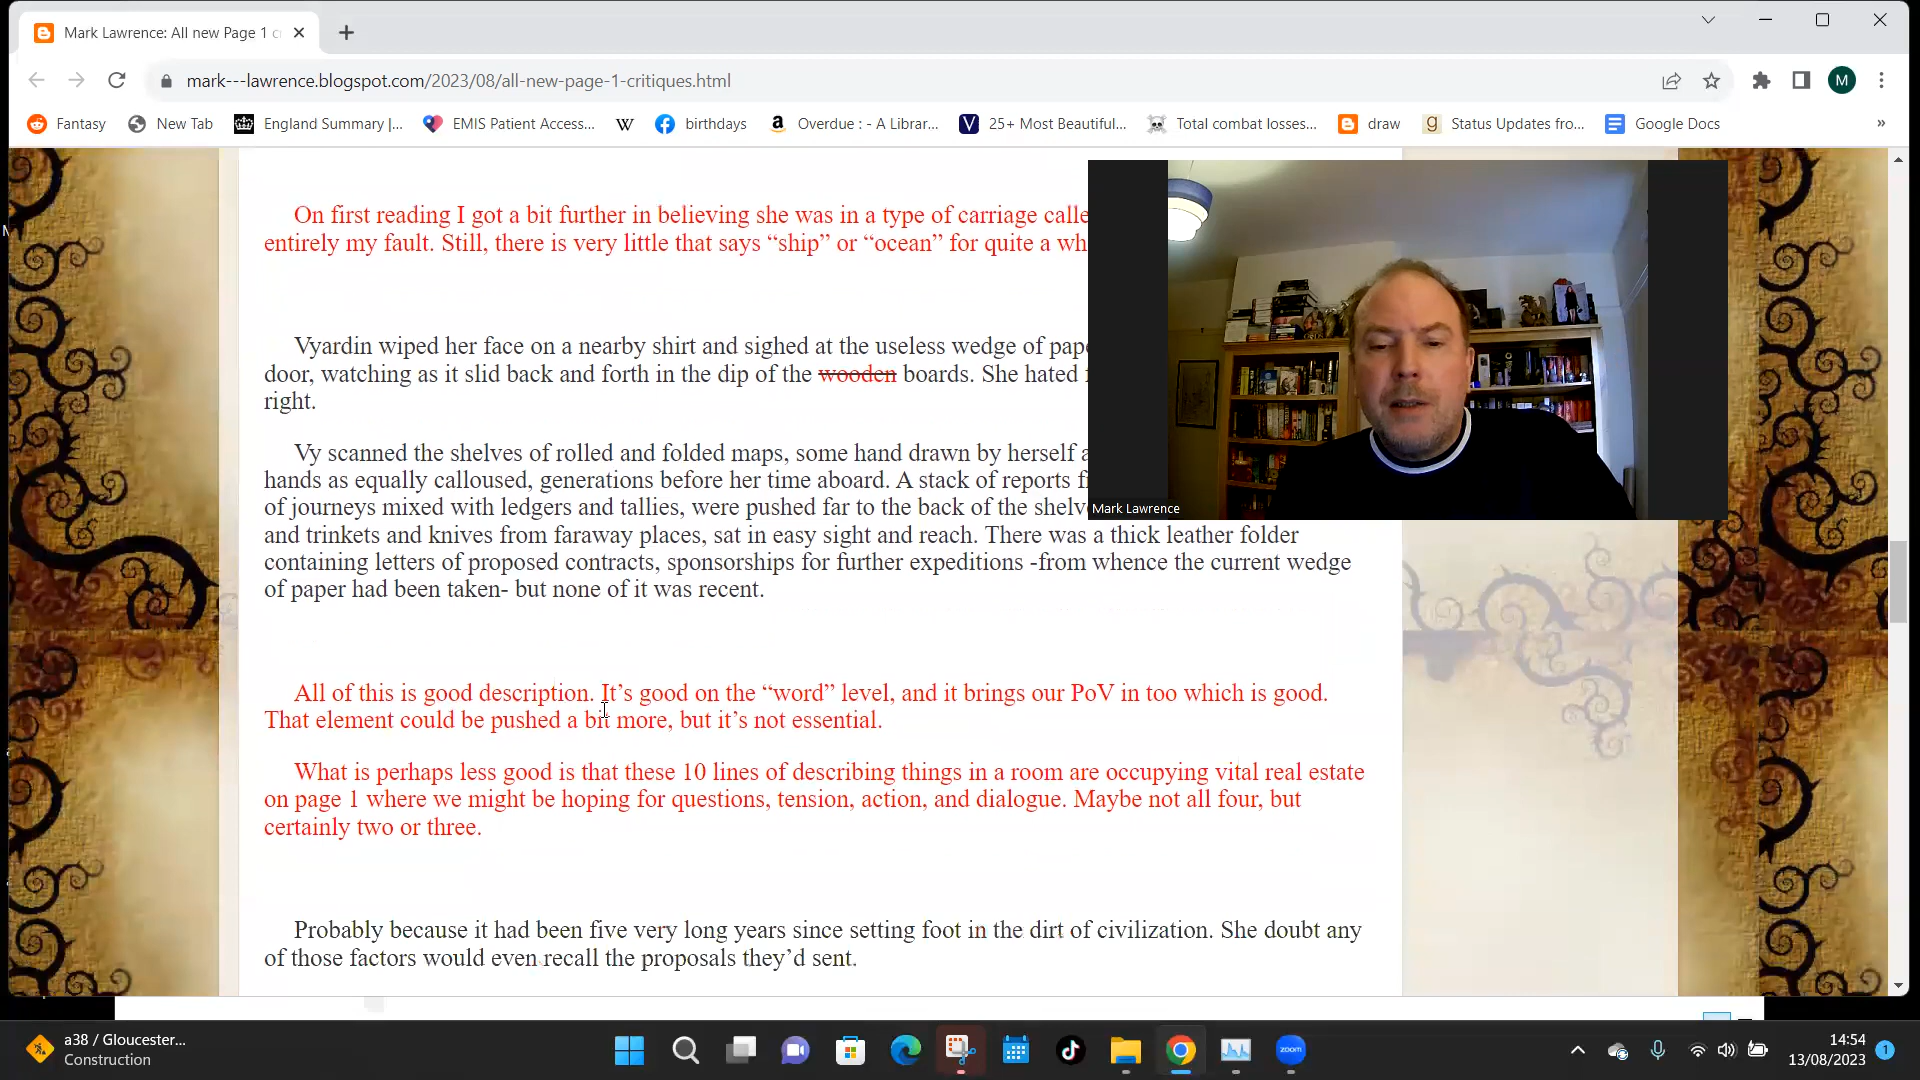 Mark Lawrence: All new Page 1 c
mark---lawrence.blogspot.com/2023/08/all-new-page-1-critiques.html
M
Fantasy
New Tab
England Summary |...
EMIS Patient Access...
W
birthdays
a
Overdue : - A Librar...
V
25+ Most Beautiful...
Total combat losses...
draw
g
Status Updates fro...
Google Docs
»
On first reading I got a bit further in believing she was in a type of carriage calle
entirely my fault. Still, there is very little that says “ship” or “ocean” for quite a wh
Vyardin wiped her face on a nearby shirt and sighed at the useless wedge of pape
door, watching as it slid back and forth in the dip of the wooden boards. She hated
right.
Vy scanned the shelves of rolled and folded maps, some hand drawn by herself a
hands as equally calloused, generations before her time aboard. A stack of reports f
of journeys mixed with ledgers and tallies, were pushed far to the back of the shelv
and trinkets and knives from faraway places, sat in easy sight and reach. There was a thick leather folder
containing letters of proposed contracts, sponsorships for further expeditions -from whence the current wedge
of paper had been taken- but none of it was recent.
Mark Lawrence
All of this is good description. It’s good on the “word” level, and it brings our PoV in too which is good.
That element could be pushed a bit more, but it’s not essential.
What is perhaps less good is that these 10 lines of describing things in a room are occupying vital real estate
on page 1 where we might be hoping for questions, tension, action, and dialogue. Maybe not all four, but
certainly two or three.
Probably because it had been five very long years since setting foot in the dirt of civilization. She doubt any
of those factors would even recall the proposals they’d sent.
a38 / Gloucester...
Construction
zoom
14:54
13/08/2023
1